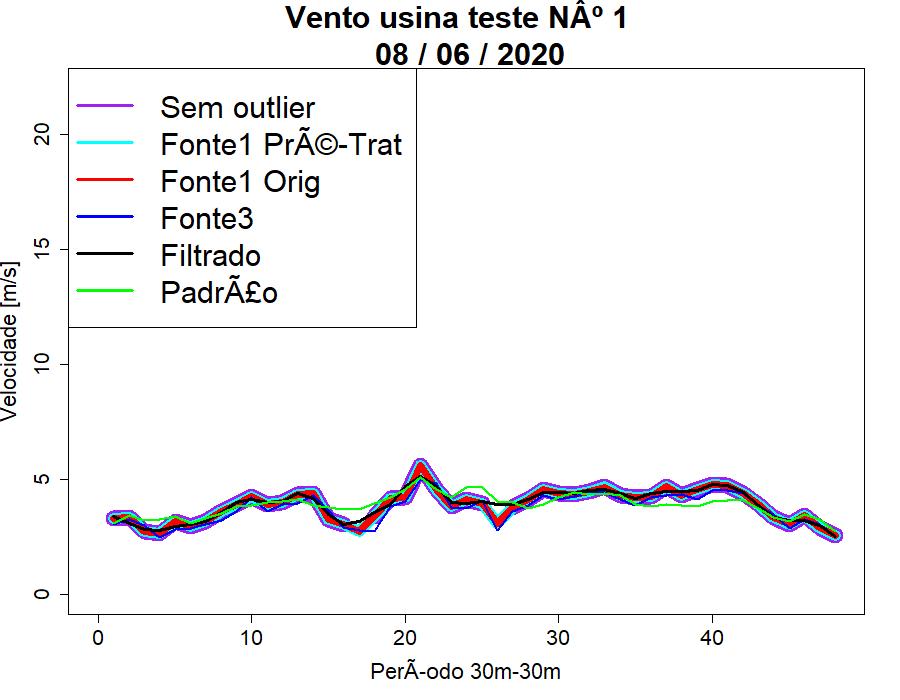 Vento usina teste NÂº 1
08 / 06 / 2020
Sem outlier
Fonte1 PrÃ©-Trat
Fonte1 Orig
Fonte3
Filtrado
PadrÃ£o
Velocidade [m/s]
20
15
10
5
0
0 10 20 30 40
PerÃ-odo 30m-30m